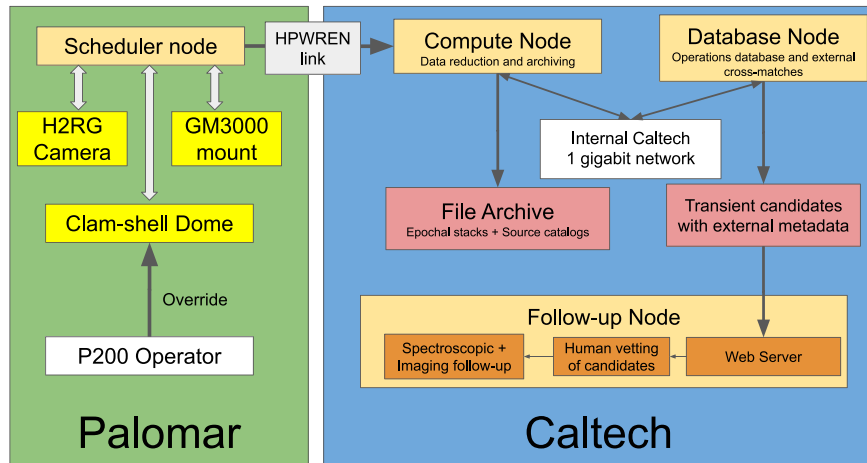 Scheduler node
H2RG
Camera
GM3000
mount
Clam-shell Dome
Override
P200 Operator
Palomar
HPWREN
link
Compute Node
Data reduction and archiving
Database Node
Operations database and external
cross-matches
Internal Caltech
1 gigabit network
File Archive
Epochal stacks + Source catalogs
Transient candidates
with external metadata
Follow-up Node
Spectroscopic +
Imaging follow-up
Human vetting
of candidates
Web Server
Caltech